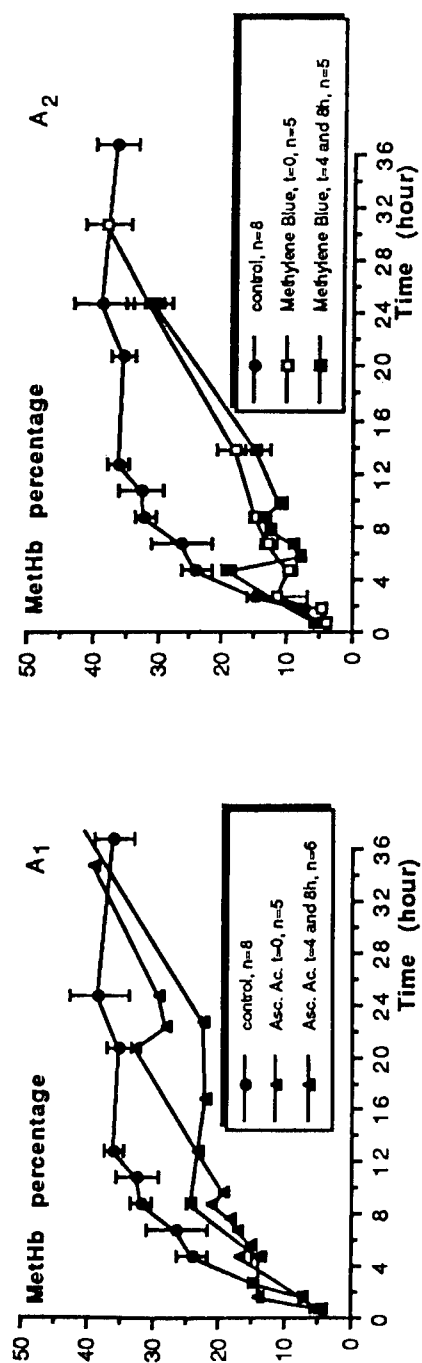 MetHb percentage
A1
50
40
30
20
10
0
control, n=8
Asc. Ac. t=0, n=5
Asc. Ac. t=4 and 8h, n=6
0 4 8 12 16 20 24 28 32 36
Time (hour)
MetHb percentage
A2
50
40
30
20
10
0
control, n=8
Methylene Blue, t=0, n=5
Methylene Blue, t=4 and 8h, n=5
0 4 8 12 16 20 24 28 32 36
Time (hour)